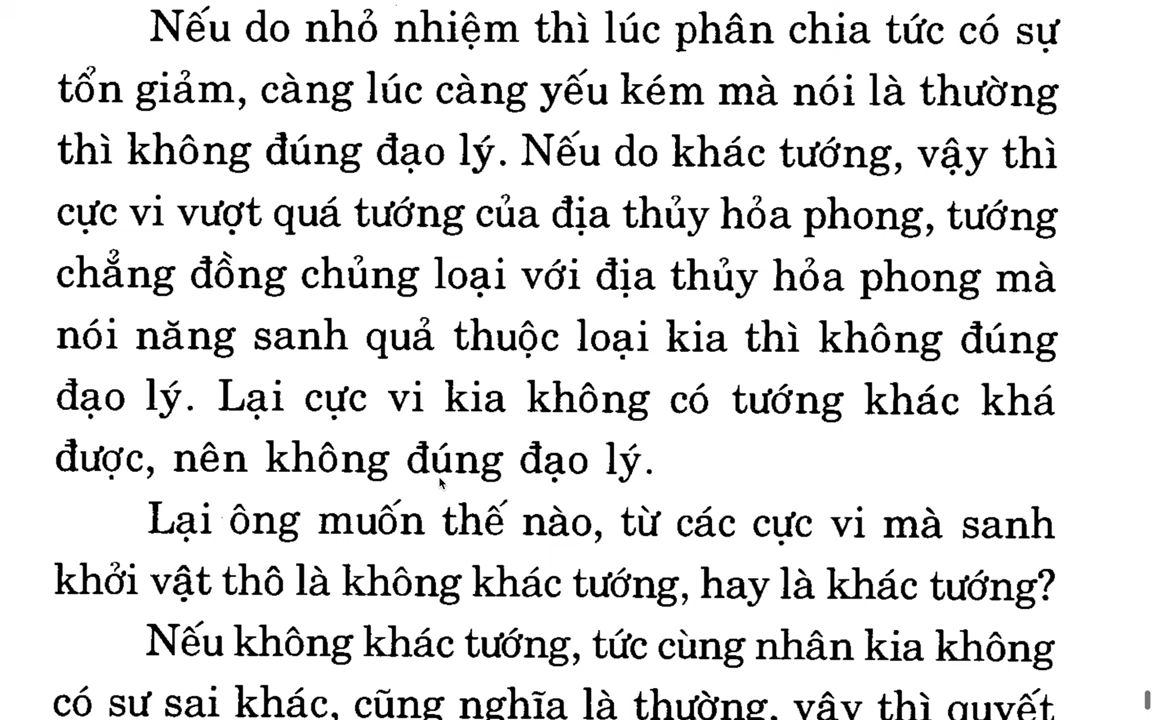 Nếu do nhỏ nhiệm thì lúc phân chia tức có sự
tổn giảm, càng lúc càng yếu kém mà nói là thường
thì không đúng đạo lý. Nếu do khác tướng, vậy thì
cực vi vượt quá tướng của địa thủy hỏa phong, tướng
chẳng đồng chủng loại với địa thủy hỏa phong mà
nói năng sanh quả thuộc loại kia thì không đúng
đạo lý. Lại cực vi kia không có tướng khác khá
được, nên không đúng đạo lý.
Lại ông muốn thế nào, từ các cực vi mà sanh
khởi vật thô là không khác tướng, hay là khác tướng?
Nếu không khác tướng, tức cùng nhân kia không
có sự sai khác, cũng nghĩa là thường, vậy thì quyết